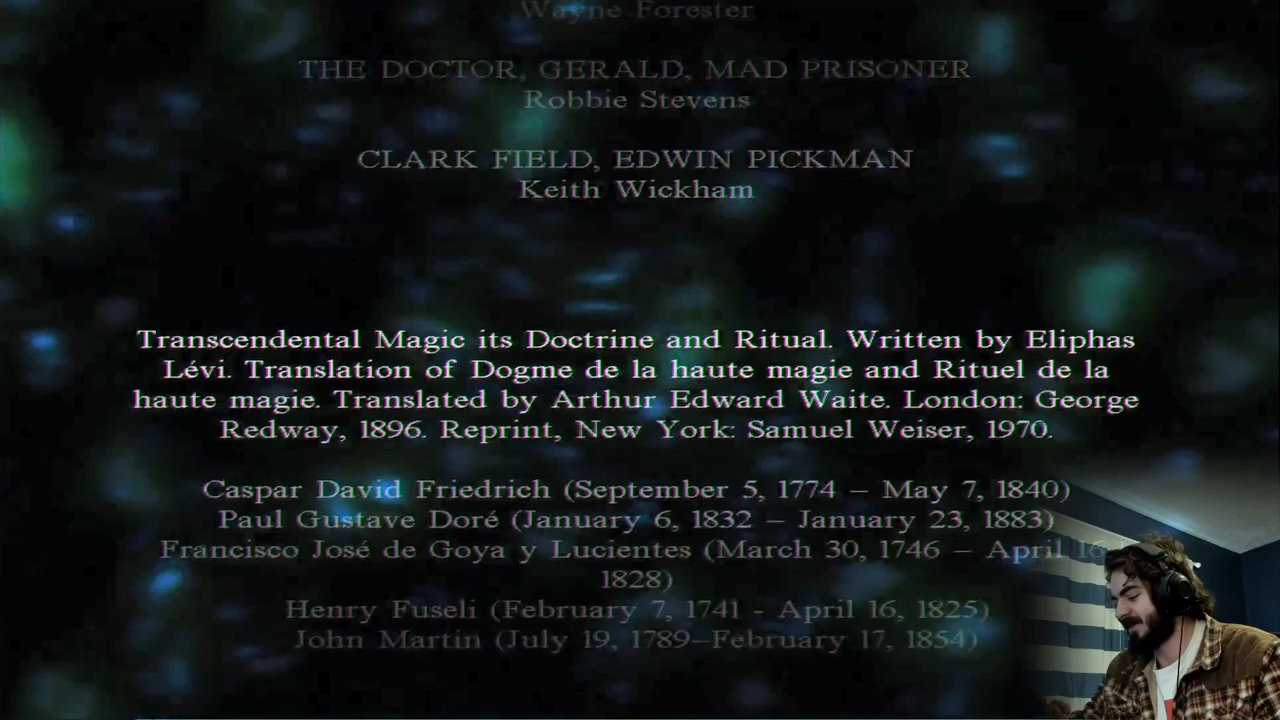 Wayne Forester
THE DOCTOR, GERALD, MAD PRISONER
Robbie Stevens
CLARK FIELD, EDWIN PICKMAN
Keith Wickham
Transcendental Magic its Doctrine and Ritual. Written by Eliphas
Lévi. Translation of Dogme de la haute magie and Rituel de la
haute magie. Translated by Arthur Edward Waite. London: George
Redway, 1896. Reprint, New York: Samuel Weiser, 1970.
Caspar David Friedrich (September 5, 1774 – May 7, 1840)
Paul Gustave Doré (January 6, 1832 – January 23, 1883)
Francisco José de Goya y Lucientes (March 30, 1746 – April 16,
1828)
Henry Fuseli (February 7, 1741 - April 16, 1825)
John Martin (July 19, 1789–February 17, 1854)